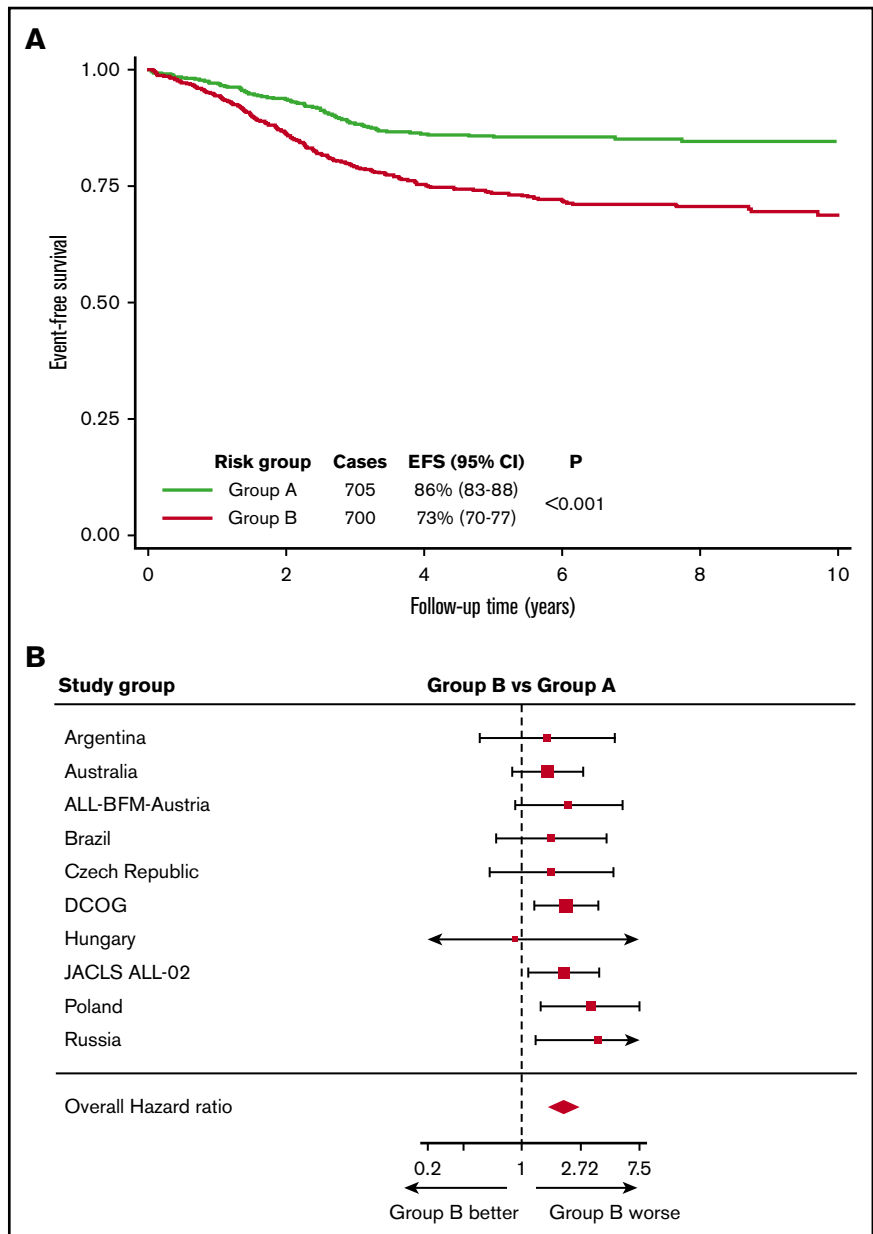 A
1.00
0.75
0.50
0.25
0.00
Event-free survival
Risk group Cases EFS (95% CI) P
Group A 705 86% (83-88)
<0.001
Group B 700 73% (70-77)
0 2 4 6 8 10
Follow-up time (years)
B
Study group Group B vs Group A
Argentina
Australia
ALL-BFM-Austria
Brazil
Czech Republic
DCOG
Hungary
JACLS ALL-02
Poland
Russia
Overall Hazard ratio
0.2 1 2.72 7.5
Group B better Group B worse